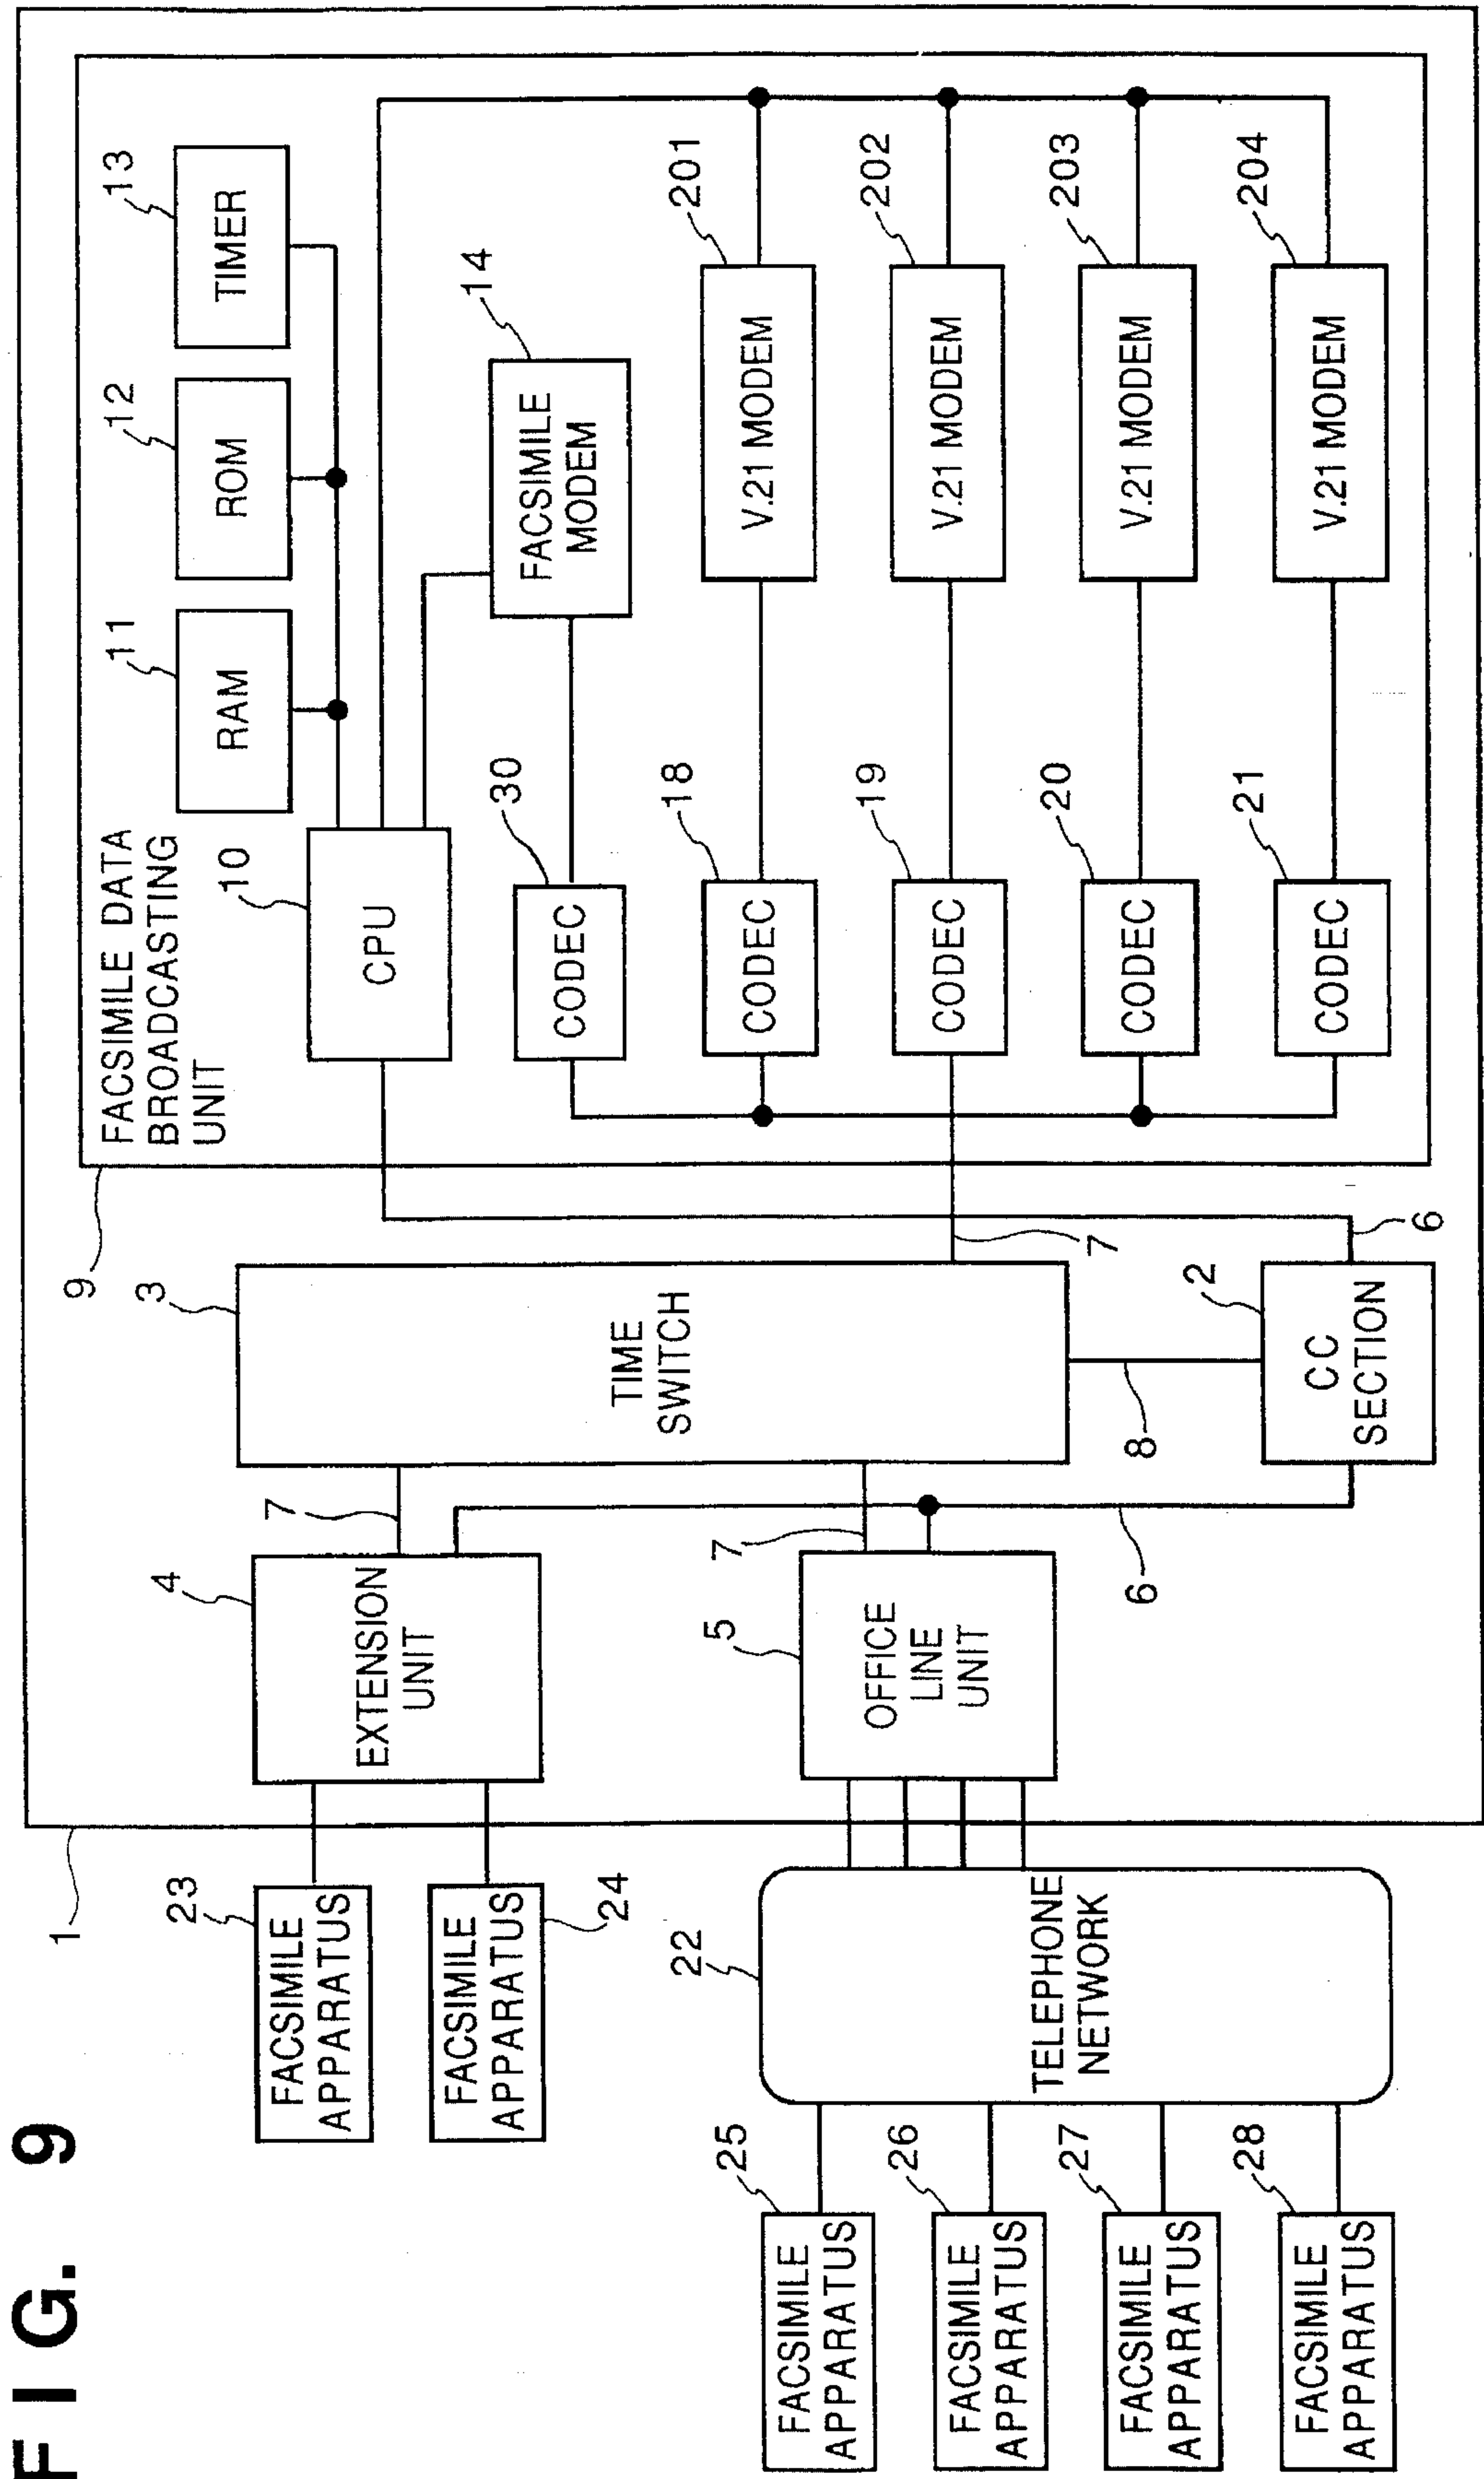 FIG. 9
1
FACSIMILE DATA
BROADCASTING
UNIT
9
10
CPU
11
RAM
12
ROM
13
TIMER
14
FACSIMILE
MODEM
30
CODEC
18
CODEC
201
V.21 MODEM
19
CODEC
202
V.21 MODEM
20
CODEC
203
V.21 MODEM
21
CODEC
204
V.21 MODEM
3
TIME
SWITCH
7
8
2
CC
SECTION
6
4
EXTENSION
UNIT
7
5
OFFICE
LINE
UNIT
7
6
23
FACSIMILE
APPARATUS
24
FACSIMILE
APPARATUS
22
TELEPHONE
NETWORK
25
FACSIMILE
APPARATUS
26
FACSIMILE
APPARATUS
27
FACSIMILE
APPARATUS
28
FACSIMILE
APPARATUS